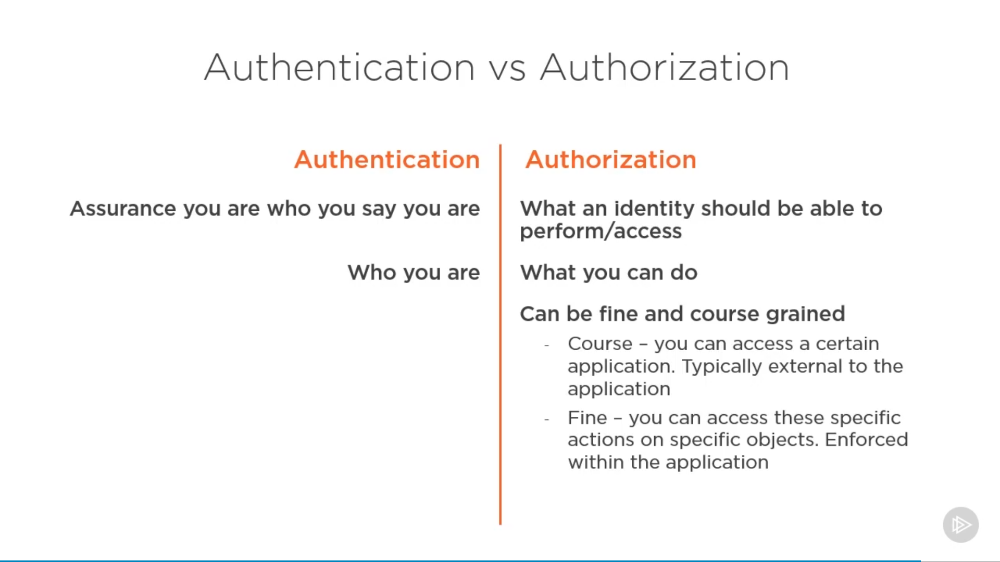 Authentication vs Authorization
Authentication
Assurance you are who you say you are
Who you are
Authorization
What an identity should be able to
perform/access
What you can do
Can be fine and course grained
- Course – you can access a certain
application. Typically external to the
application
- Fine – you can access these specific
actions on specific objects. Enforced
within the application